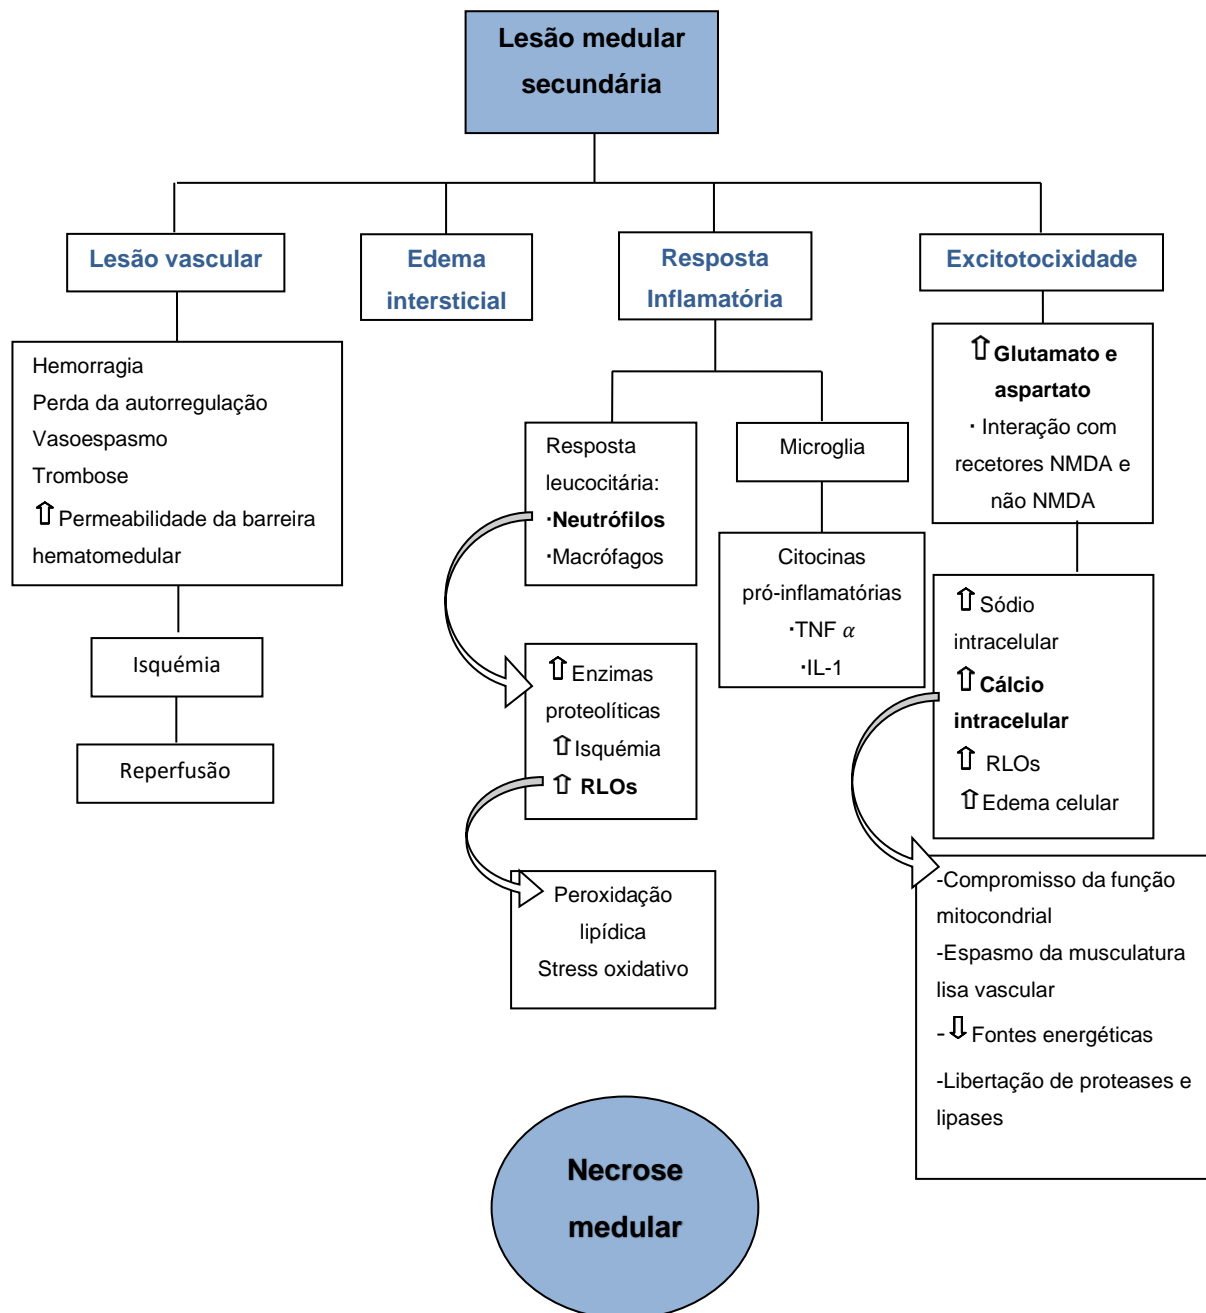 Lesão medular
secundária
Lesão vascular
Hemorragia
Perda da autorregulação
Vasoespasmo
Trombose
⇧Permeabilidade da barreira
hematomedular
Isquémia
Reperfusão
Edema
intersticial
Resposta
Inflamatória
Resposta
leucocitária:
·Neutrófilos
·Macrófagos
⇧Enzimas
proteolíticas
⇧Isquémia
⇧ RLOs
Peroxidação
lipídica
Stress oxidativo
Microglia
Citocinas
pró-inflamatórias
·TNF α
·IL-1
Excitotocixidade
⇧Glutamato e
aspartato
· Interação com
recetores NMDA e
não NMDA
⇧Sódio
intracelular
⇧Cálcio
intracelular
⇧ RLOs
⇧Edema celular
-Compromisso da função
mitocondrial
-Espasmo da musculatura
lisa vascular
-⇩Fontes energéticas
-Libertação de proteases e
lipases
Necrose
medular